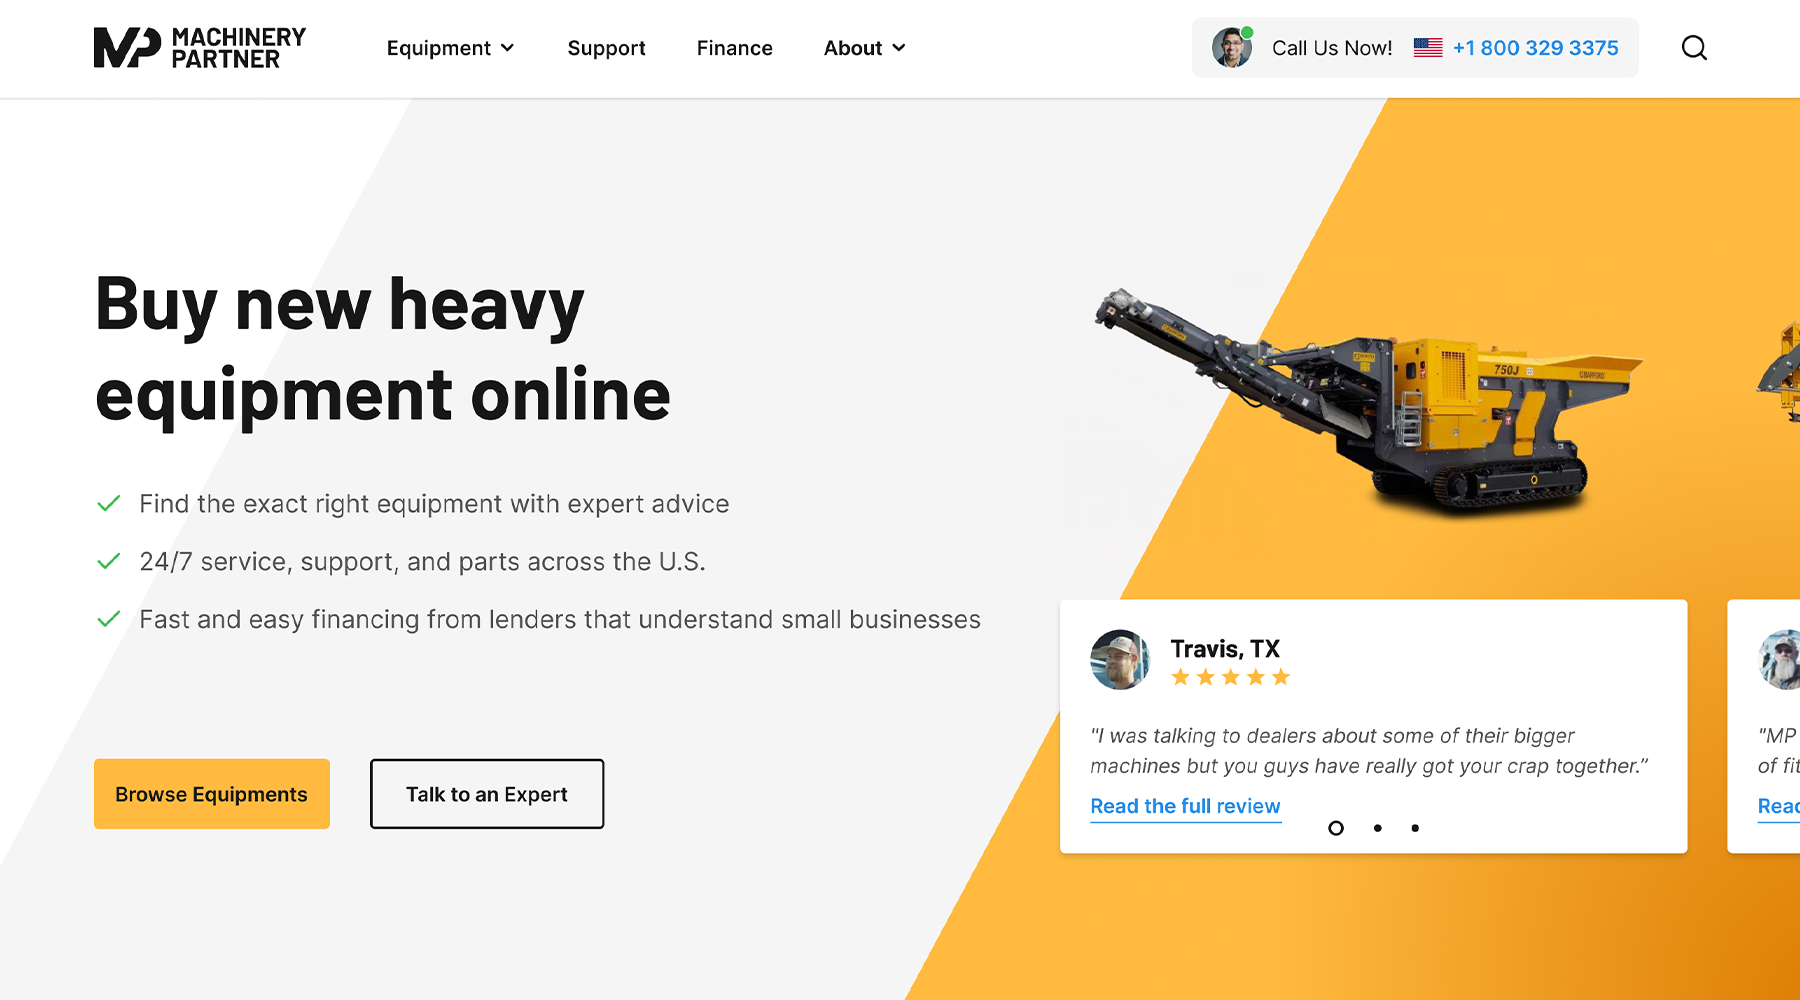 MACHINERY
PARTNER
Equipment
Support
Finance
About
Call Us Now!
+1 800 329 3375
Buy new heavy
equipment online
Find the exact right equipment with expert advice
24/7 service, support, and parts across the U.S.
Fast and easy financing from lenders that understand small businesses
Browse Equipments
Talk to an Expert
750J
BARFORD
Travis, TX
"I was talking to dealers about some of their bigger
machines but you guys have really got your crap together.”
Read the full review
"MP
of fit
Read